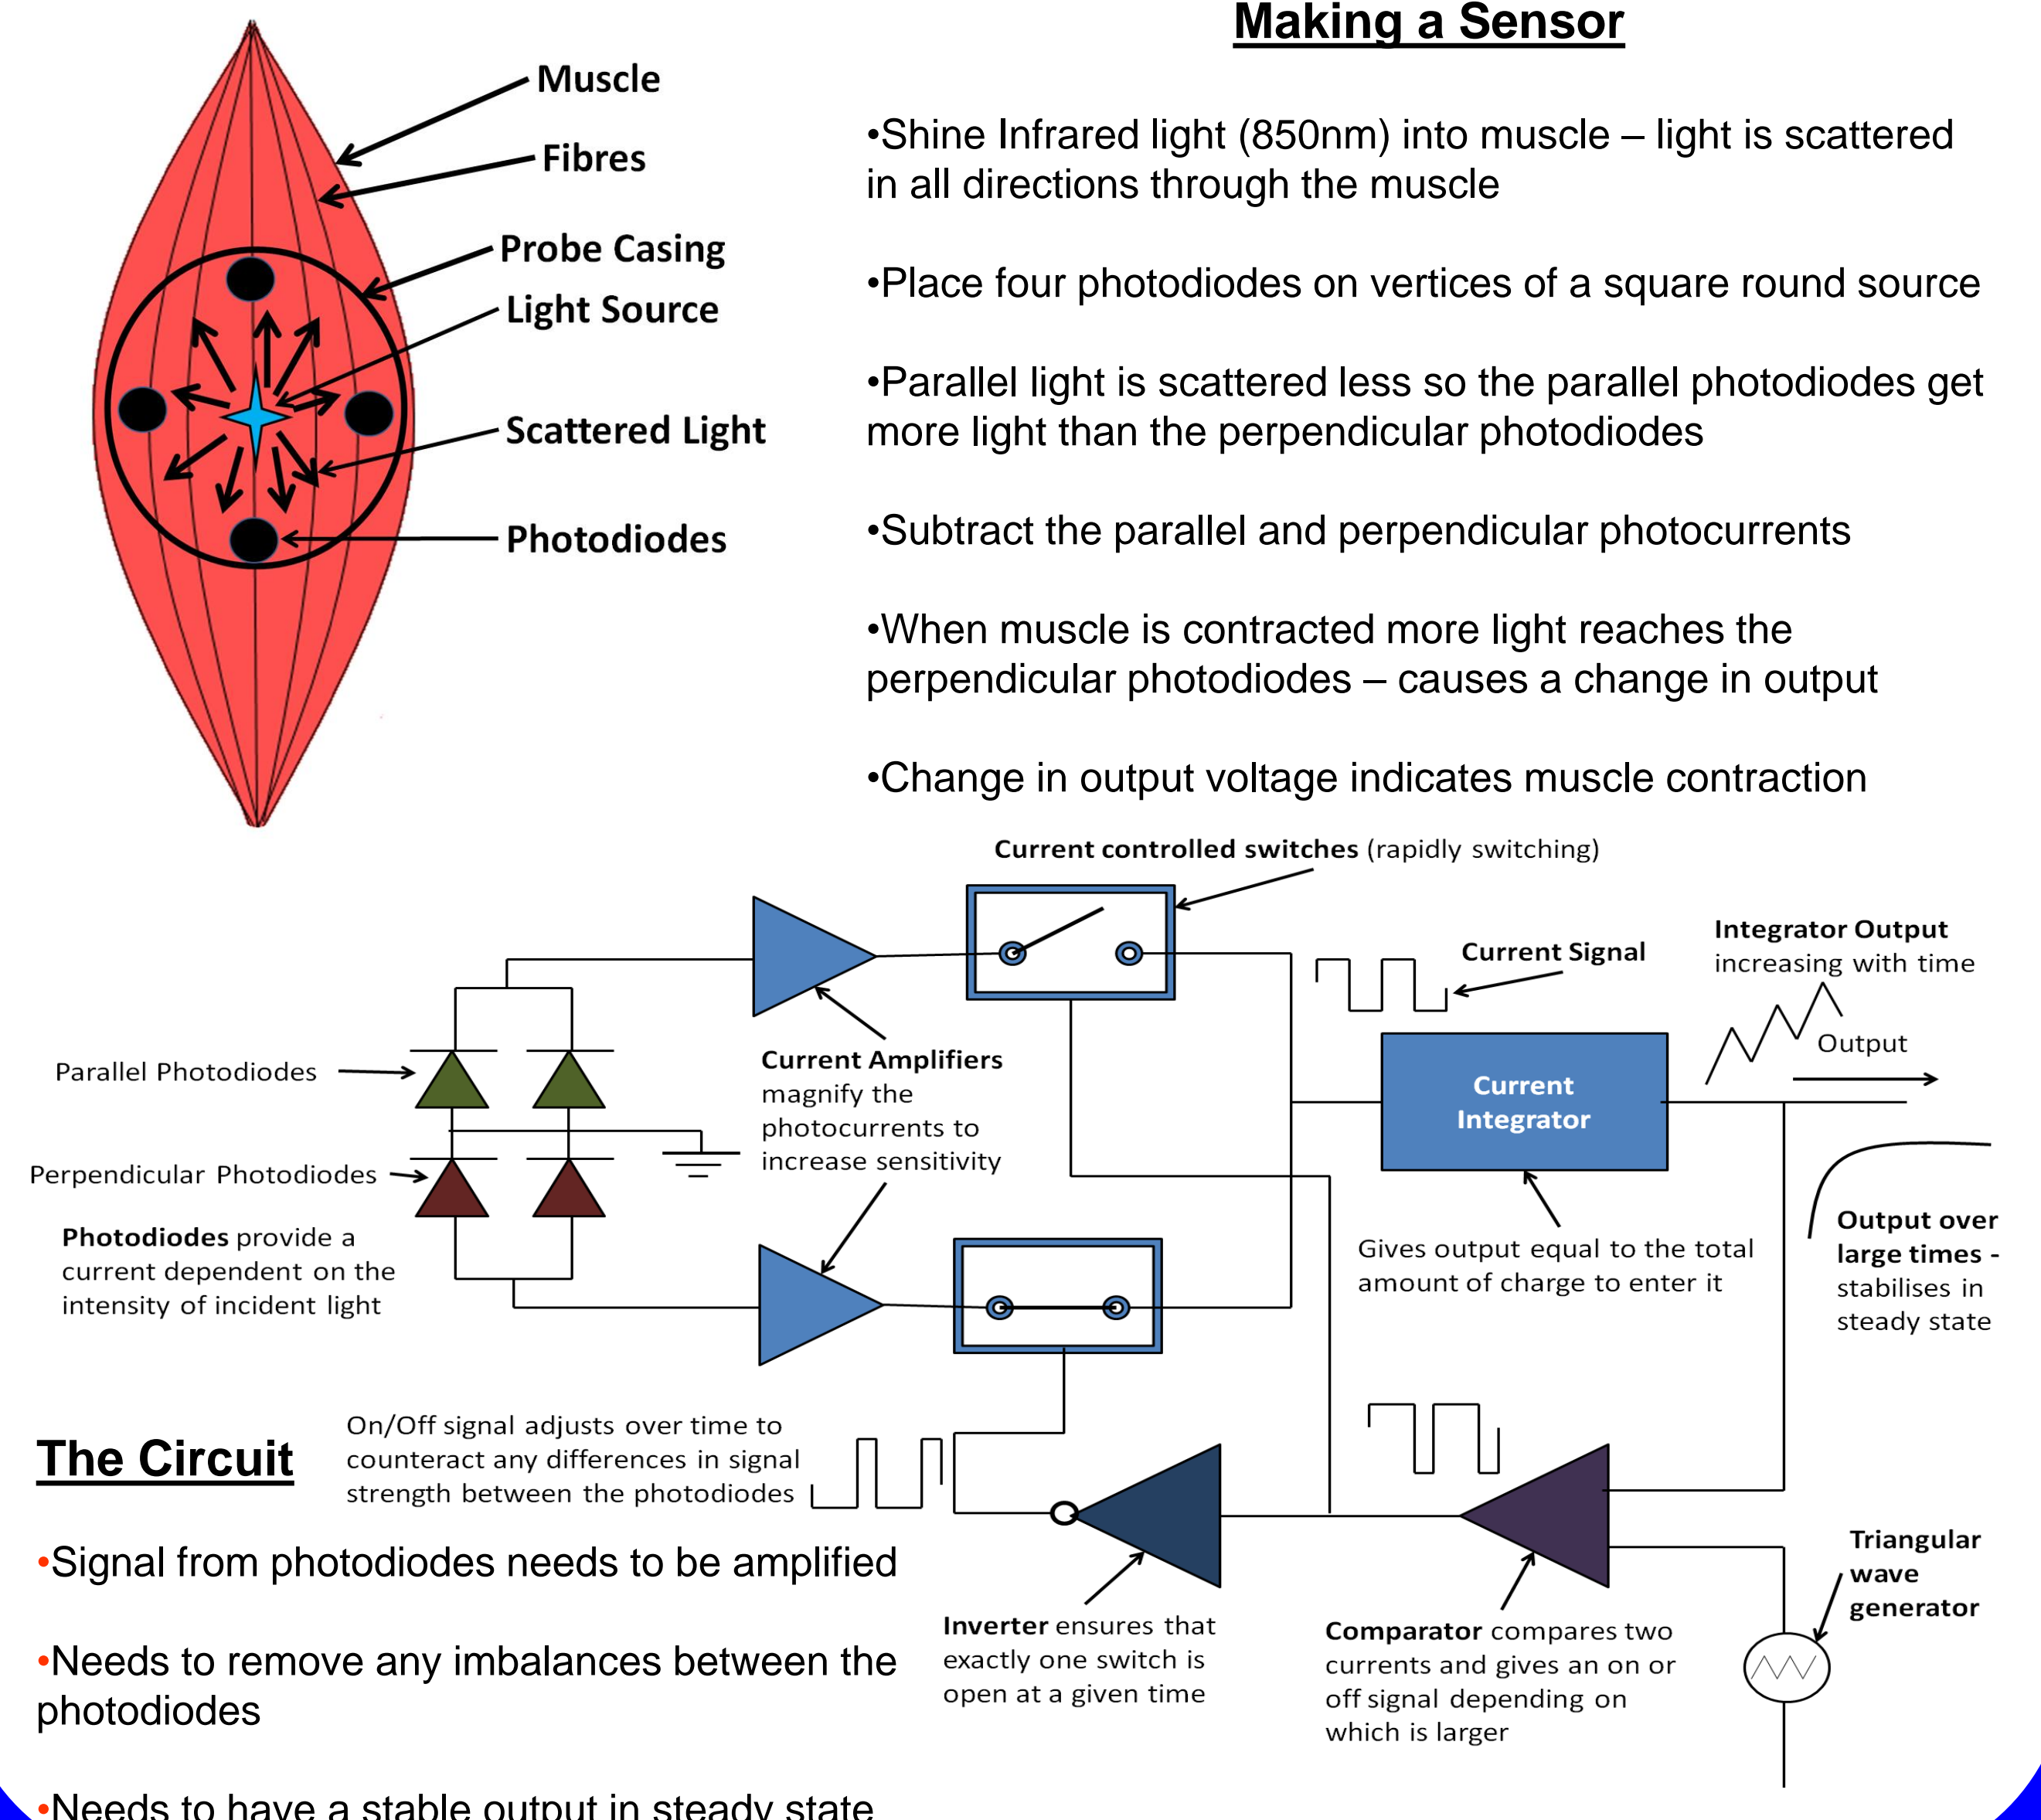 Making a Sensor
Muscle
Fibres
Probe Casing
Light Source
Scattered Light
Photodiodes
•Shine Infrared light (850nm) into muscle – light is scattered
in all directions through the muscle
•Place four photodiodes on vertices of a square round source
•Parallel light is scattered less so the parallel photodiodes get
more light than the perpendicular photodiodes
•Subtract the parallel and perpendicular photocurrents
•When muscle is contracted more light reaches the
perpendicular photodiodes – causes a change in output
•Change in output voltage indicates muscle contraction
Current controlled switches (rapidly switching)
Current Signal
Integrator Output
increasing with time
Output
Parallel Photodiodes
Perpendicular Photodiodes
Photodiodes provide a
current dependent on the
intensity of incident light
Current Amplifiers
magnify the
photocurrents to
increase sensitivity
Current
Integrator
Gives output equal to the total
amount of charge to enter it
Output over
large times -
stabilises in
steady state
The Circuit
On/Off signal adjusts over time to
counteract any differences in signal
strength between the photodiodes
•Signal from photodiodes needs to be amplified
•Needs to remove any imbalances between the
photodiodes
•Needs to have a stable output in steady state
Inverter ensures that
exactly one switch is
open at a given time
Comparator compares two
currents and gives an on or
off signal depending on
which is larger
Triangular
wave
generator